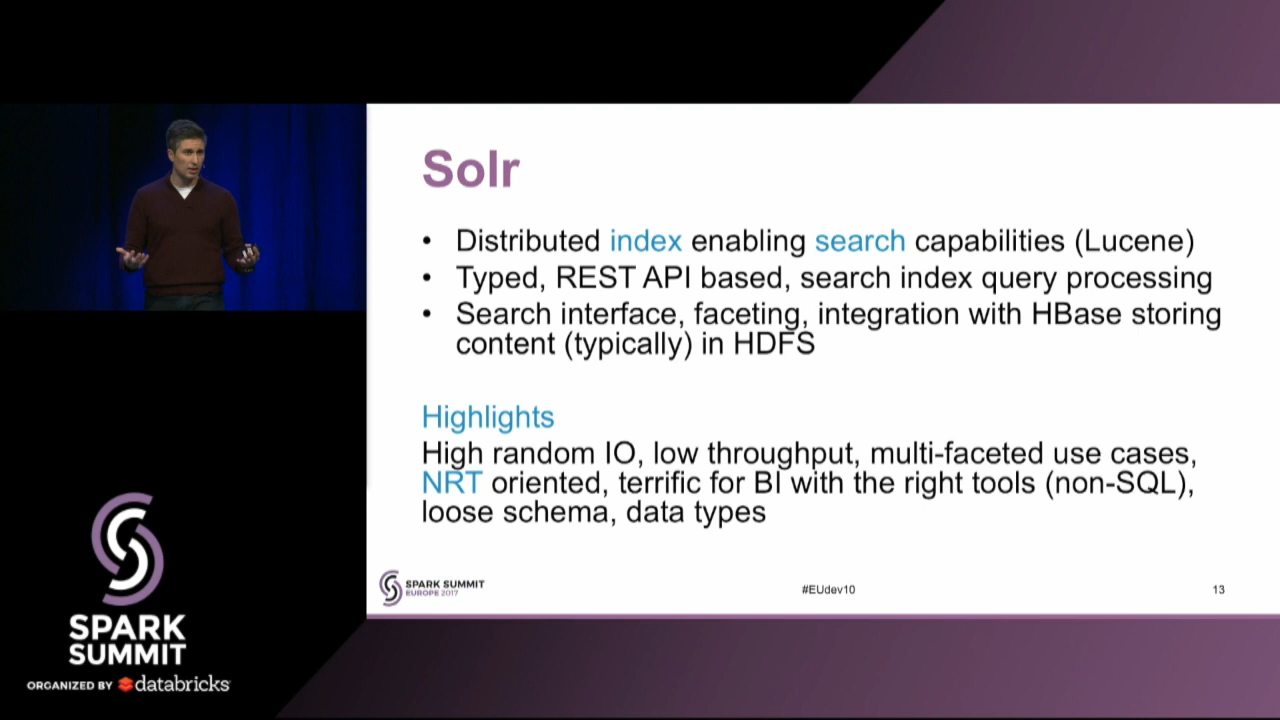 Solr
• Distributed index enabling search capabilities (Lucene)
• Typed, REST API based, search index query processing
• Search interface, faceting, integration with HBase storing
content (typically) in HDFS
Highlights
High random IO, low throughput, multi-faceted use cases,
NRT oriented, terrific for BI with the right tools (non-SQL),
loose schema, data types
SPARK SUMMIT
EUROPE 2017
#EUdev10
13
SPARK
SUMMIT
ORGANIZED BY databricks